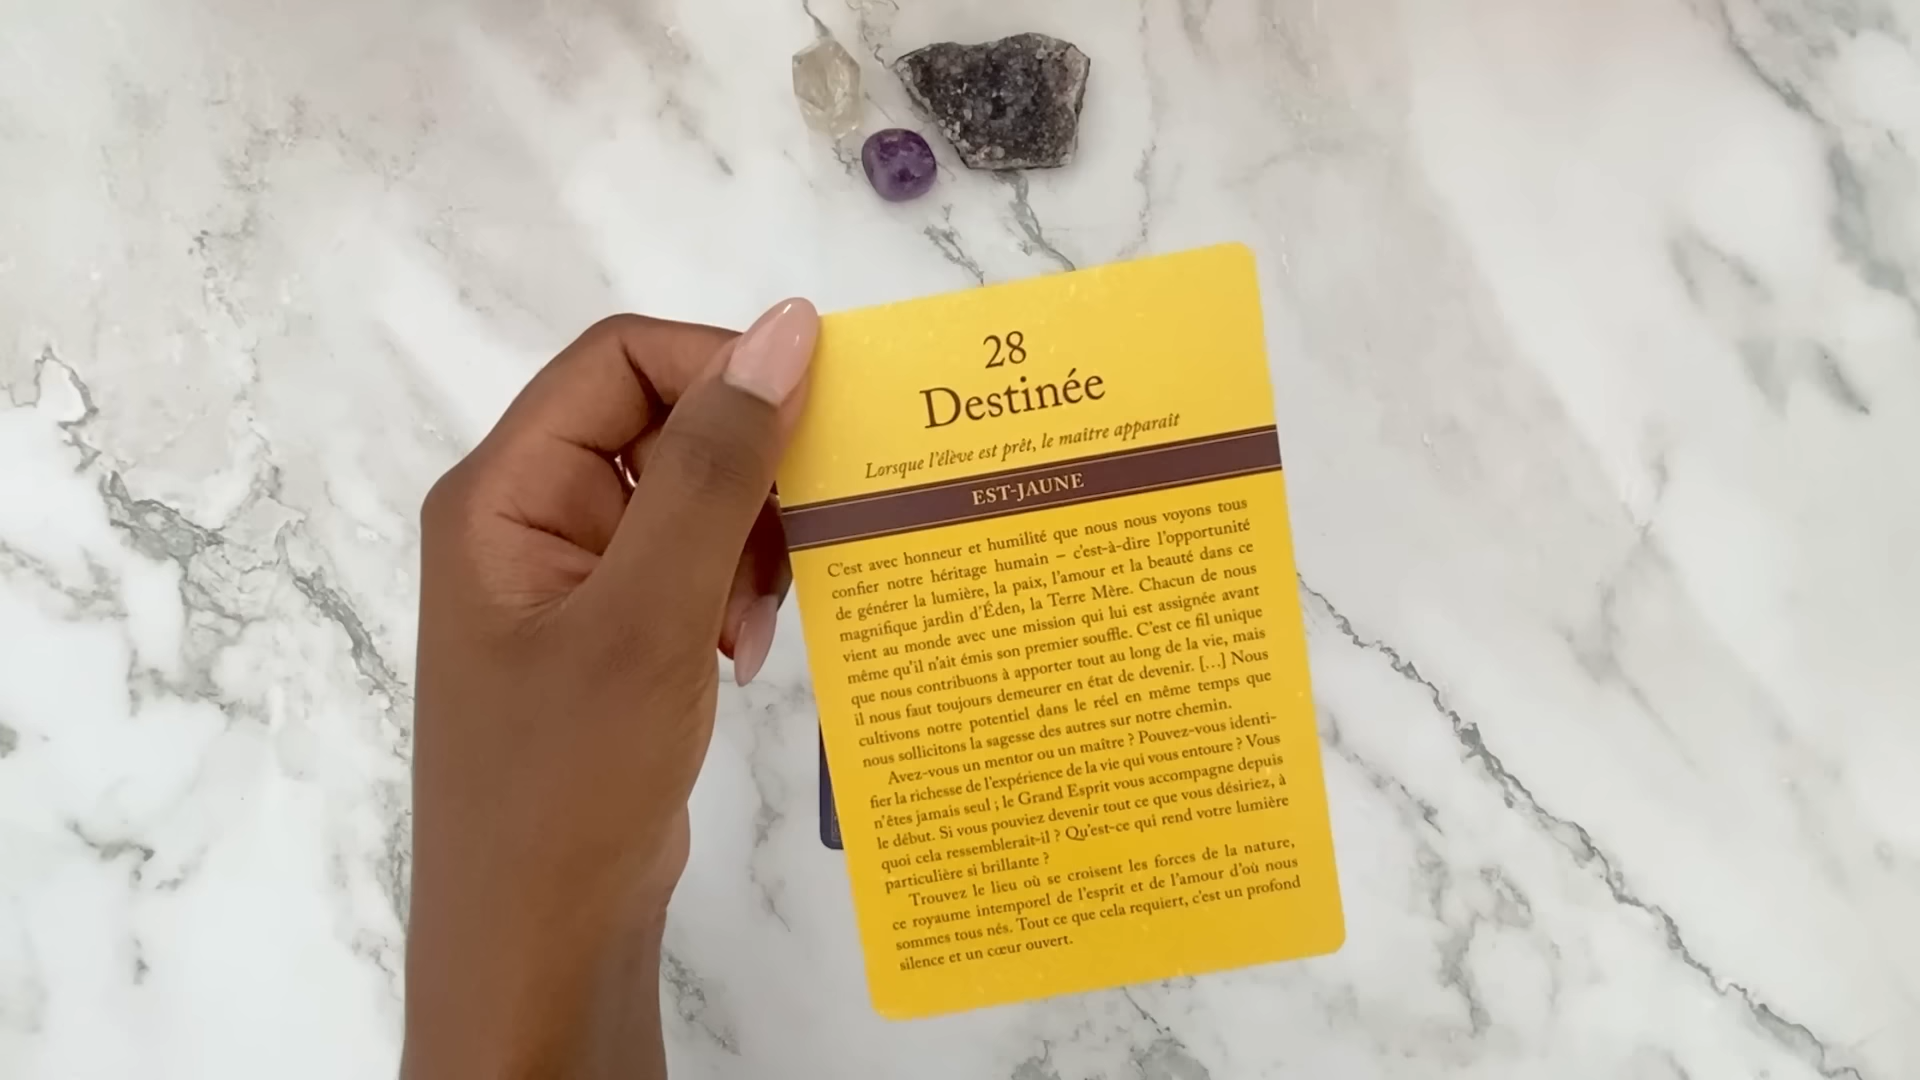 28
Destinée
Lorsque l'élève est prêt, le maître apparaît
EST-JAUNE
C'est avec honneur et humilité que nous nous voyons tous
confier notre héritage humain – c'est-à-dire l'opportunité
de générer la lumière, la paix, l'amour et la beauté dans ce
magnifique jardin d'Éden, la Terre Mère. Chacun de nous
vient au monde avec une mission qui lui est assignée avant
même qu'il n'ait émis son premier souffle. C'est ce fil unique
que nous contribuons à apporter tout au long de la vie, mais
il nous faut toujours demeurer en état de devenir. […] Nous
cultivons notre potentiel dans le réel en même temps que
nous sollicitons la sagesse des autres sur notre chemin.
Avez-vous un mentor ou un maître ? Pouvez-vous identi-
fier la richesse de l'expérience de la vie qui vous entoure ? Vous
n'êtes jamais seul ; le Grand Esprit vous accompagne depuis
le début. Si vous pouviez devenir tout ce que vous désiriez, à
quoi cela ressemblerait-il ? Qu'est-ce qui rend votre lumière
particulière si brillante ?
Trouvez le lieu où se croisent les forces de la nature,
ce royaume intemporel de l'esprit et de l'amour d'où nous
sommes tous nés. Tout ce que cela requiert, c'est un profond
silence et un cœur ouvert.